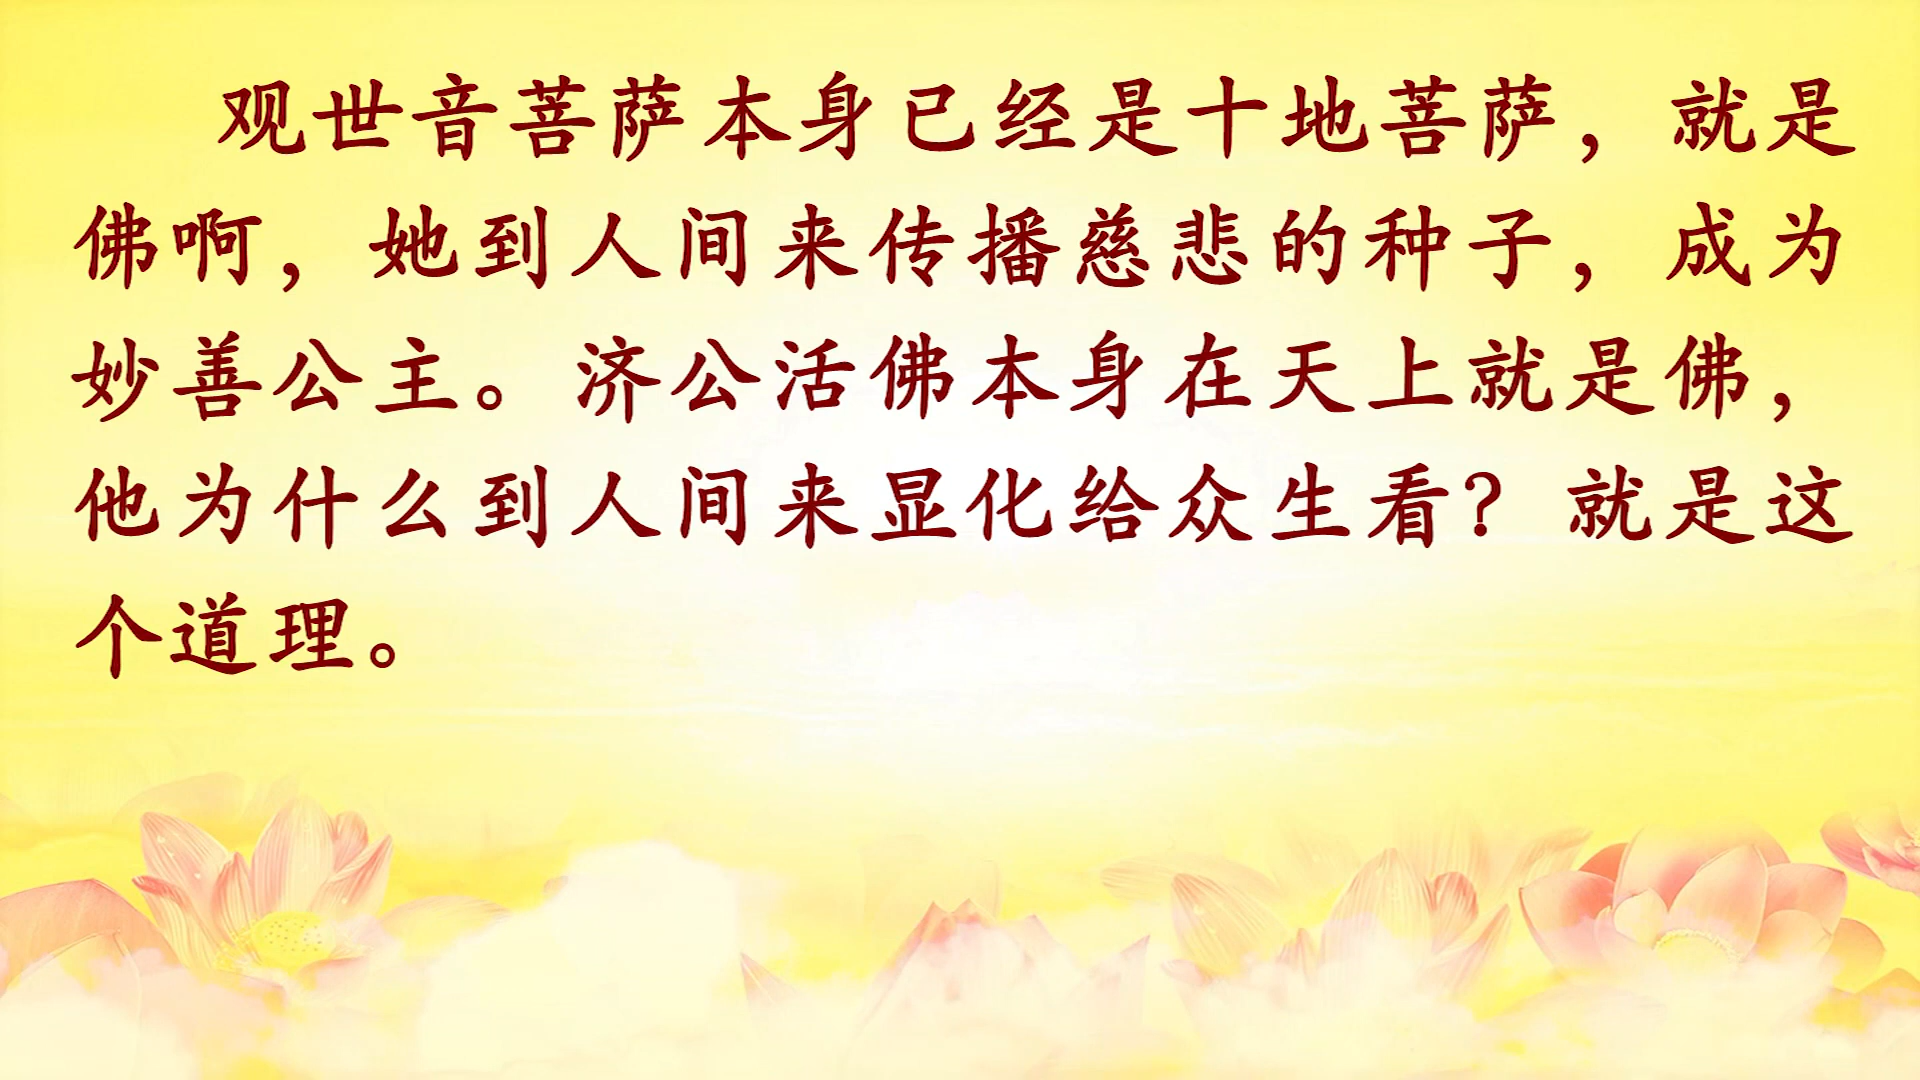 观世音菩萨本身已经是十地菩萨，就是
佛啊，她到人间来传播慈悲的种子，成为
妙善公主。济公活佛本身在天上就是佛，
他为什么到人间来显化给众生看？就是这
个道理。